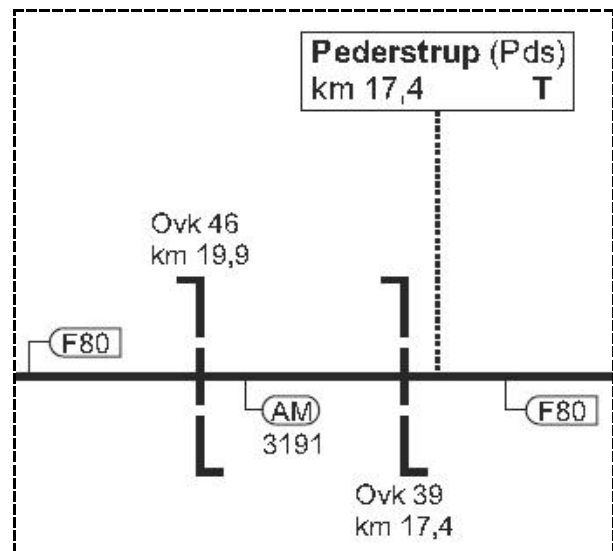 Pederstrup (Pds)
km 17,4 T
Ovk 46
km 19,9
F80
AM
3191
F80
Ovk 39
km 17,4